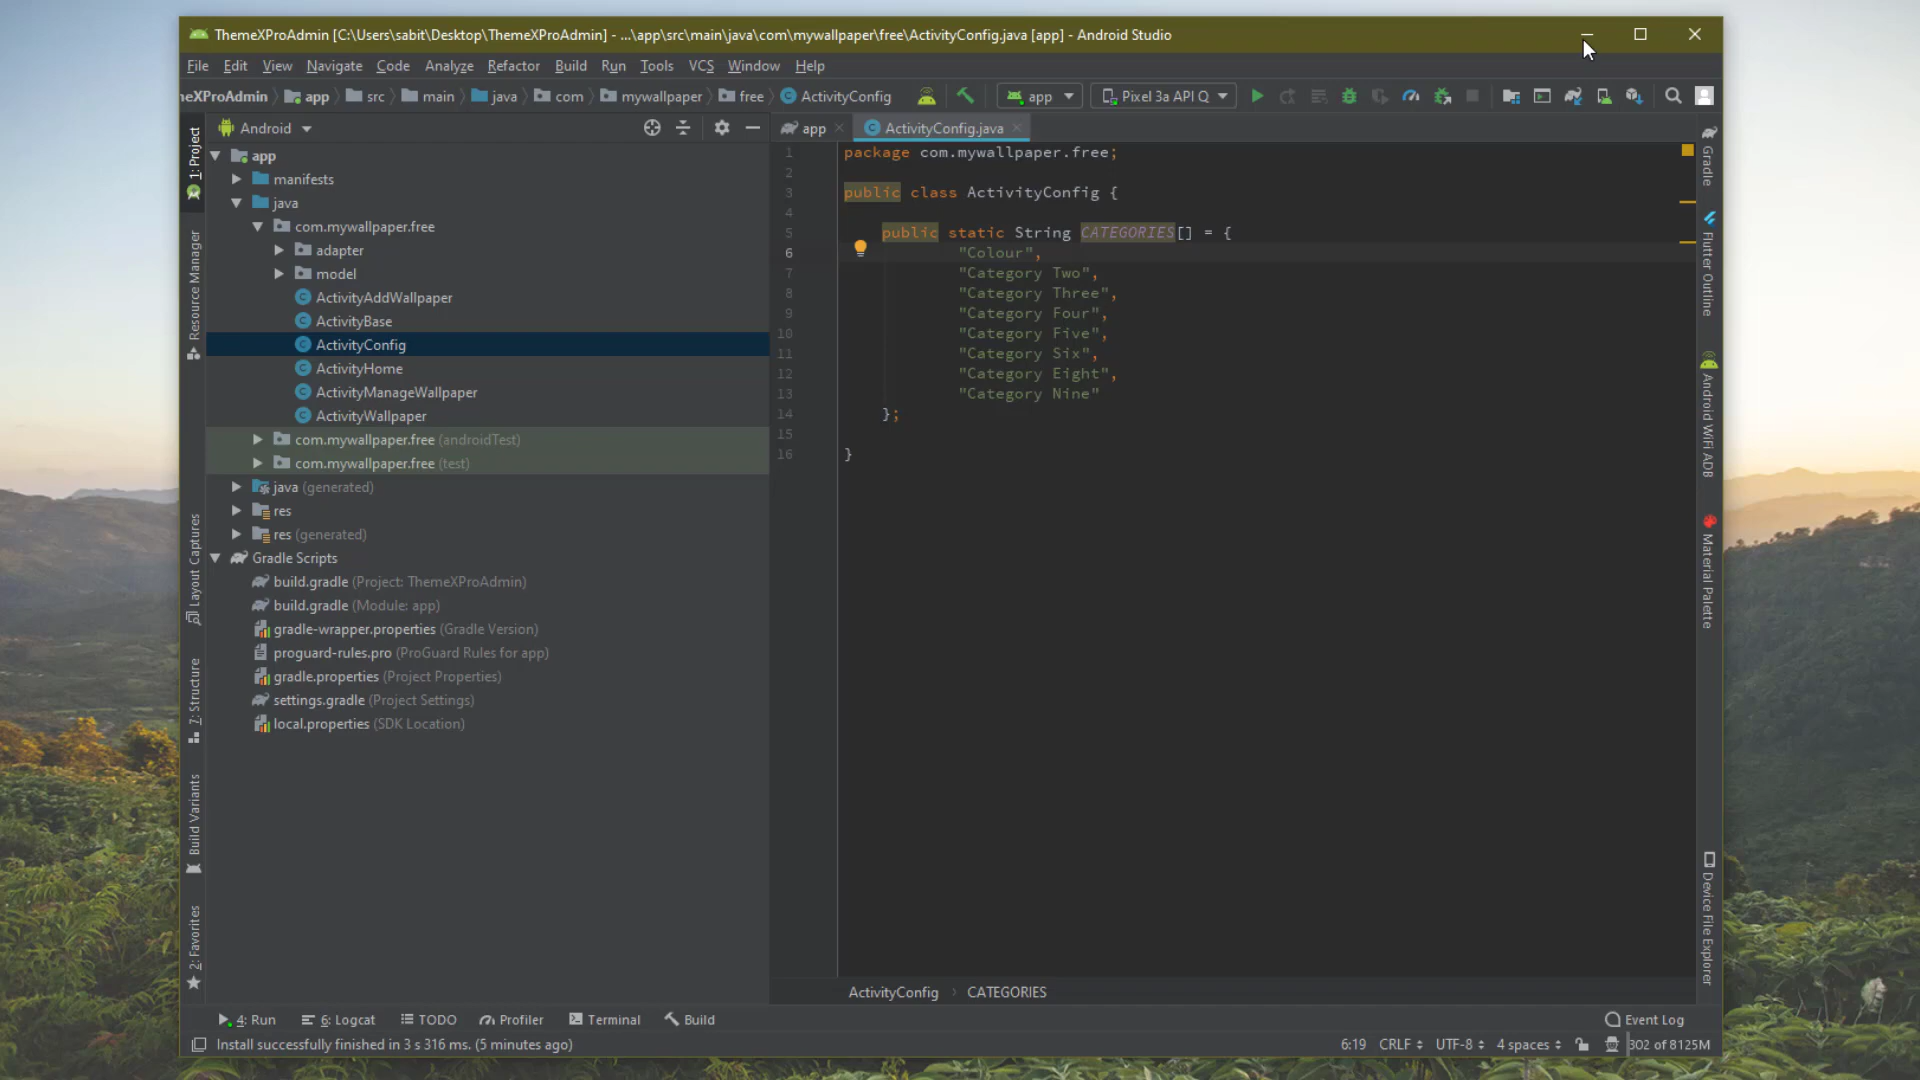 ThemeXProAdmin [C:\Users\sabit\Desktop\ThemeXProAdmin] - ...\app\src\main\java\com\mywallpaper\free\ActivityConfig.java [app] - Android Studio
File Edit View Navigate Code Analyze Refactor Build Run Tools VCS Window Help
neXProAdmin app src main java com mywallpaper free ActivityConfig app Pixel 3a API Q
Android
app ActivityConfig.java
1: Project
Resource Manager
Layout Captures
7: Structure
Build Variants
2: Favorites
app
manifests
java
com.mywallpaper.free
adapter
model
ActivityAddWallpaper
ActivityBase
ActivityConfig
ActivityHome
ActivityManageWallpaper
ActivityWallpaper
com.mywallpaper.free (androidTest)
com.mywallpaper.free (test)
java (generated)
res
res (generated)
Gradle Scripts
build.gradle (Project: ThemeXProAdmin)
build.gradle (Module: app)
gradle-wrapper.properties (Gradle Version)
proguard-rules.pro (ProGuard Rules for app)
gradle.properties (Project Properties)
settings.gradle (Project Settings)
local.properties (SDK Location)
1 package com.mywallpaper.free;
2
3 public class ActivityConfig {
4
5 public static String CATEGORIES[] = {
6 "Colour",
7 "Category Two",
8 "Category Three",
9 "Category Four",
10 "Category Five",
11 "Category Six",
12 "Category Eight",
13 "Category Nine"
14 };
15
16 }
Gradle
Flutter Outline
Android WiFi ADB
Material Palette
Device File Explorer
ActivityConfig CATEGORIES
4: Run 6: Logcat TODO Profiler Terminal Build Event Log
Install successfully finished in 3 s 316 ms. (5 minutes ago) 6:19 CRLF UTF-8 4 spaces 302 of 8125M